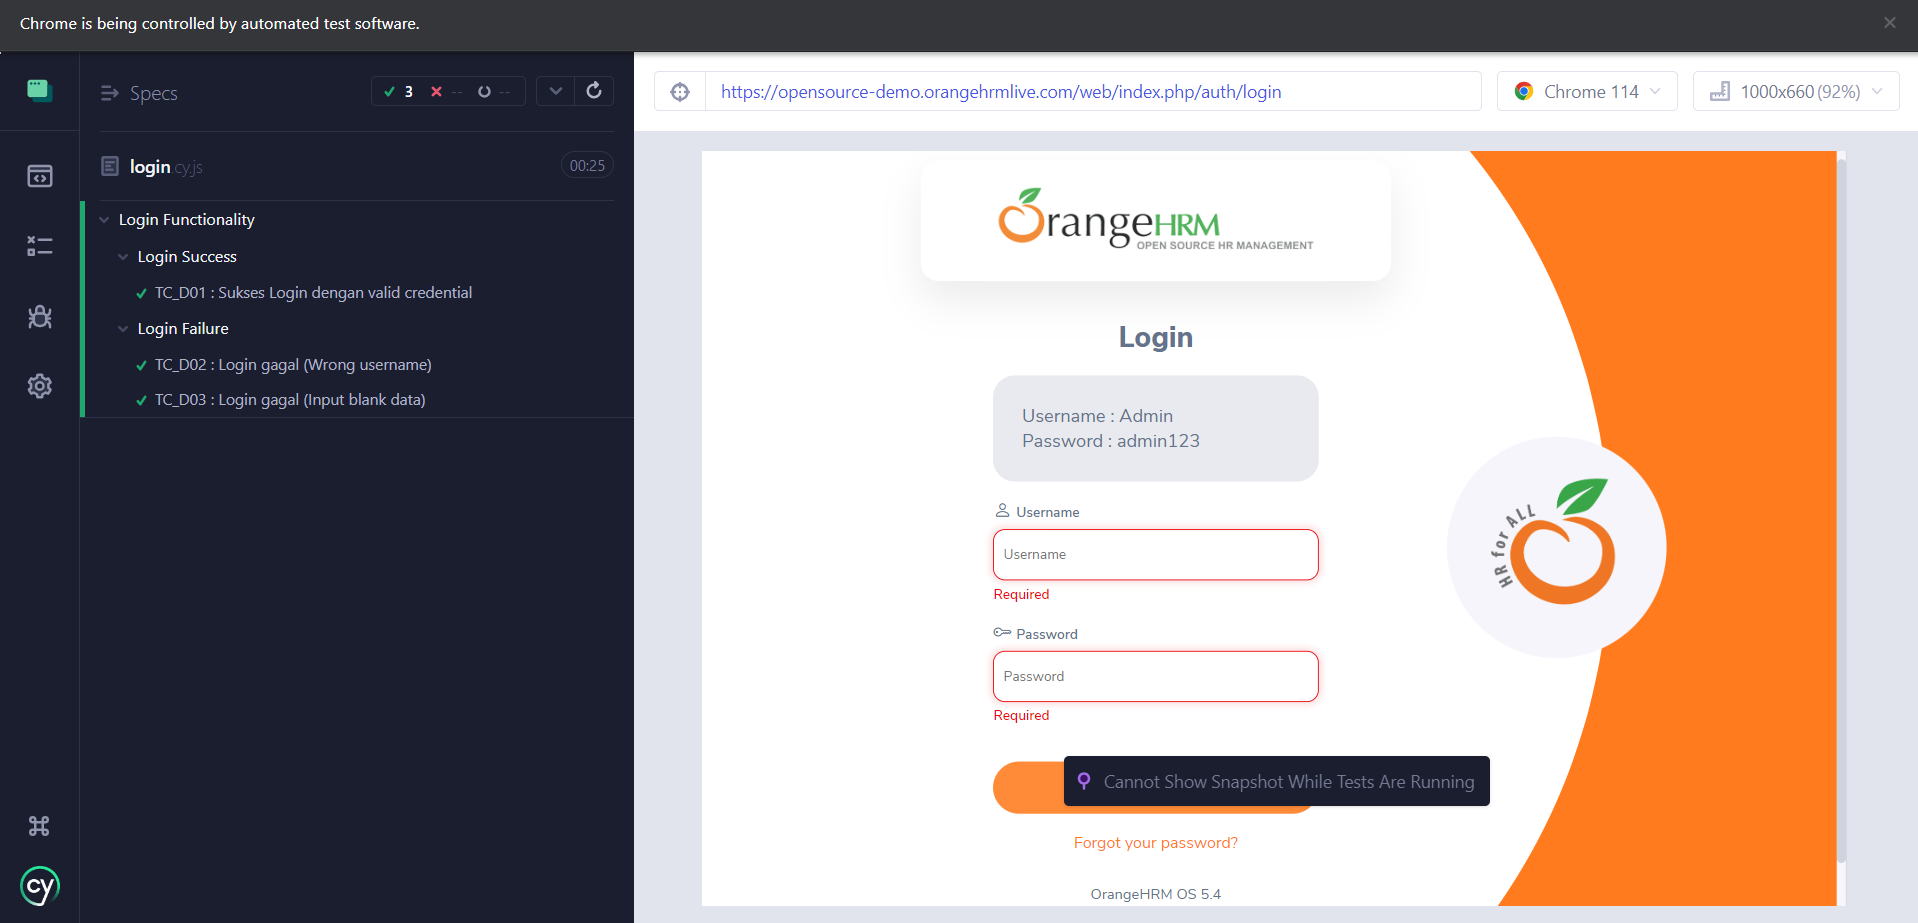 Chrome is being controlled by automated test software.
Specs
3 -- --
login.cy.js 00:25
Login Functionality
Login Success
TC_D01 : Sukses Login dengan valid credential
Login Failure
TC_D02 : Login gagal (Wrong username)
TC_D03 : Login gagal (Input blank data)
cy
https://opensource-demo.orangehrmlive.com/web/index.php/auth/login
Chrome 114
1000x660 (92%)
OrangeHRM
OPEN SOURCE HR MANAGEMENT
Login
Username : Admin
Password : admin123
Username
Username
Required
Password
Password
Required
Cannot Show Snapshot While Tests Are Running
Forgot your password?
OrangeHRM OS 5.4
HR for ALL